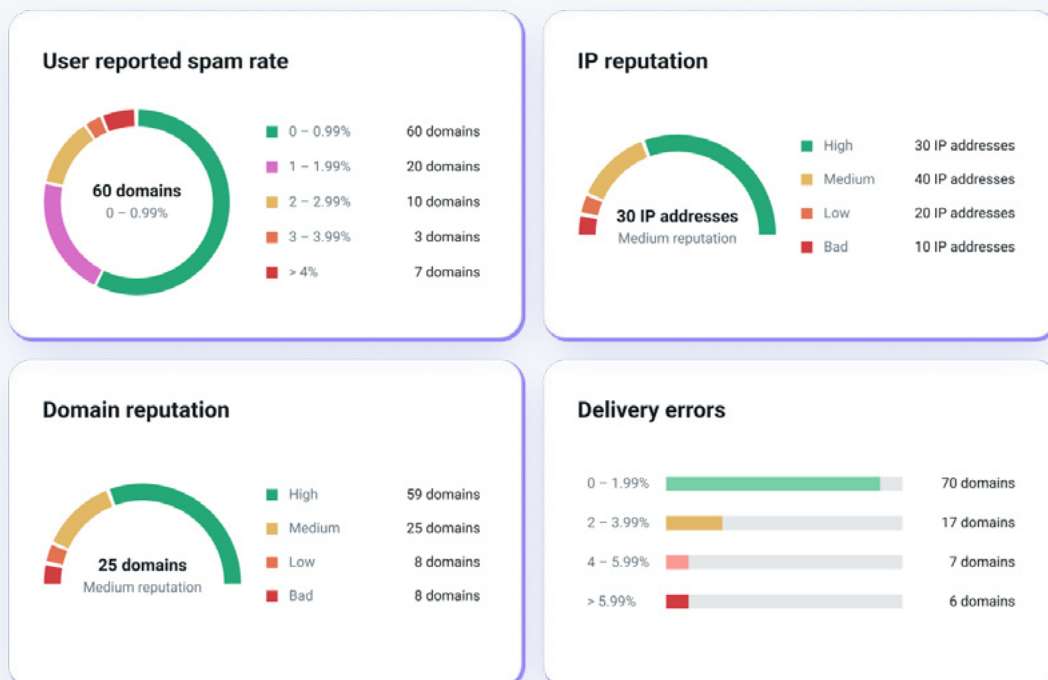 User reported spam rate
60 domains
0 – 0.99%
0 – 0.99% 60 domains
1 – 1.99% 20 domains
2 – 2.99% 10 domains
3 – 3.99% 3 domains
> 4% 7 domains
IP reputation
30 IP addresses
Medium reputation
High 30 IP addresses
Medium 40 IP addresses
Low 20 IP addresses
Bad 10 IP addresses
Domain reputation
25 domains
Medium reputation
High 59 domains
Medium 25 domains
Low 8 domains
Bad 8 domains
Delivery errors
0 – 1.99% 70 domains
2 – 3.99% 17 domains
4 – 5.99% 7 domains
> 5.99% 6 domains